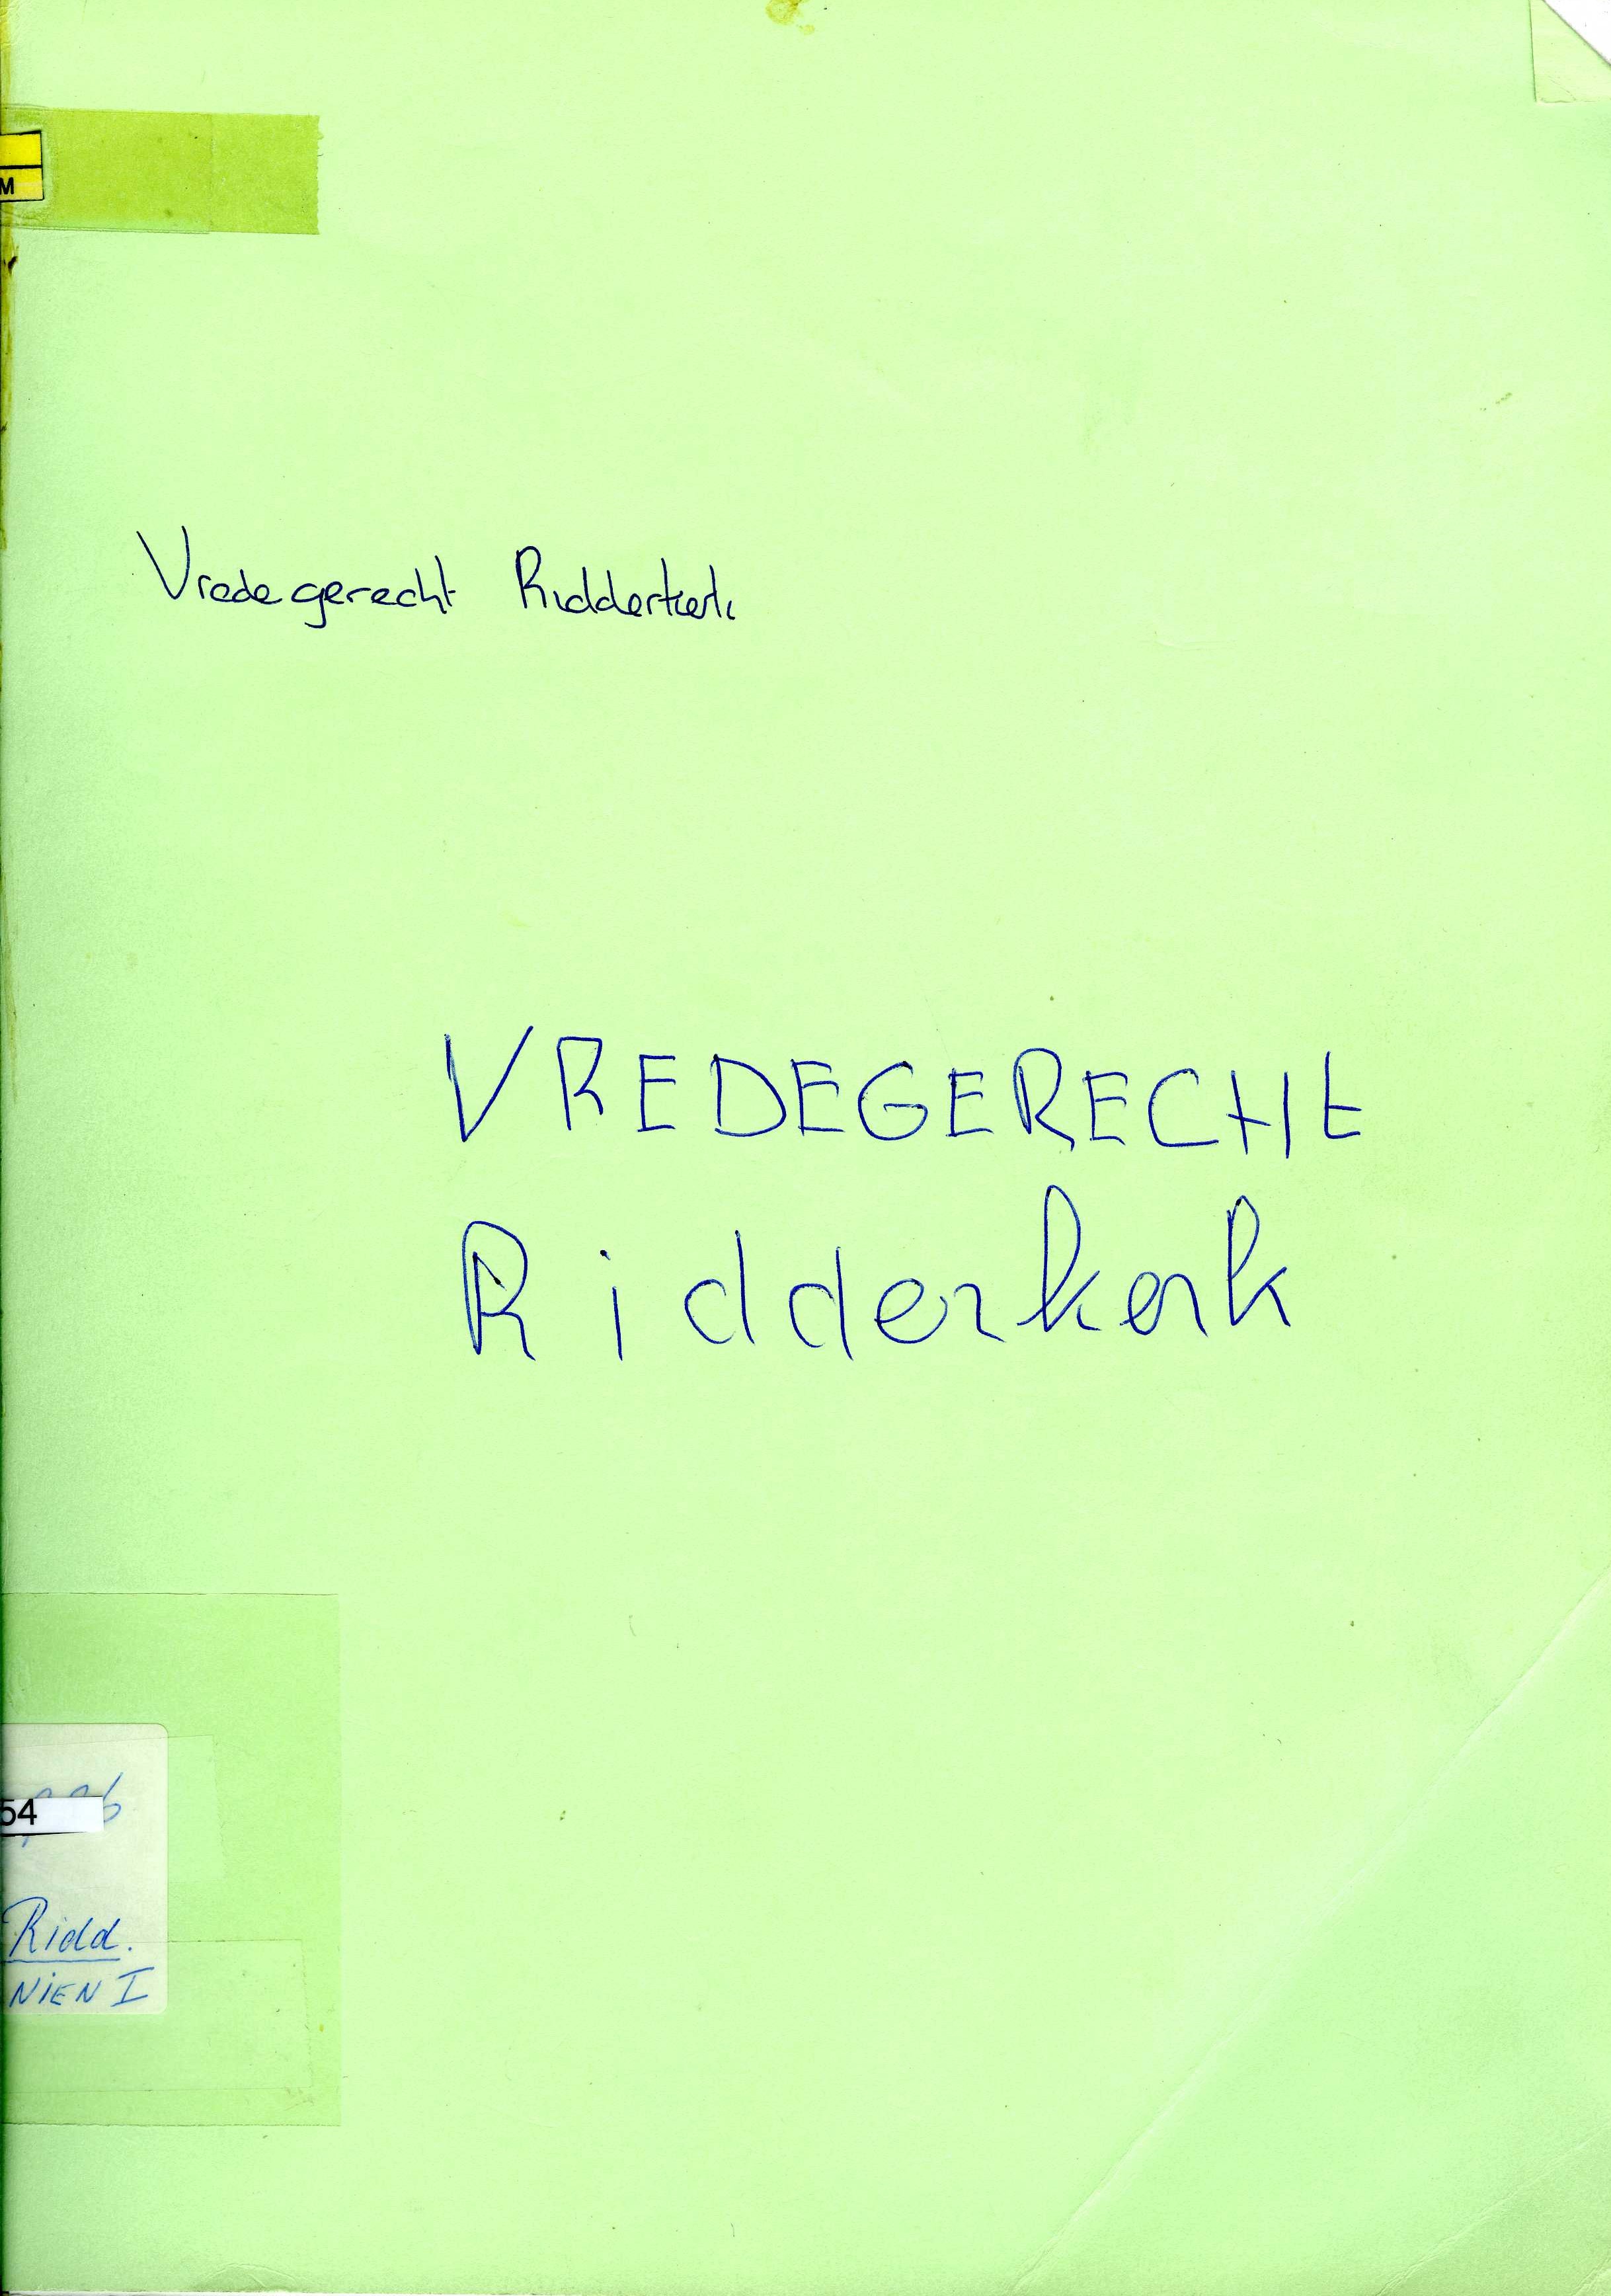 M
Vredegerecht Ridderkerk
VREDEGERECHt
Ridderkerk
54
Ridd.
NiEN I